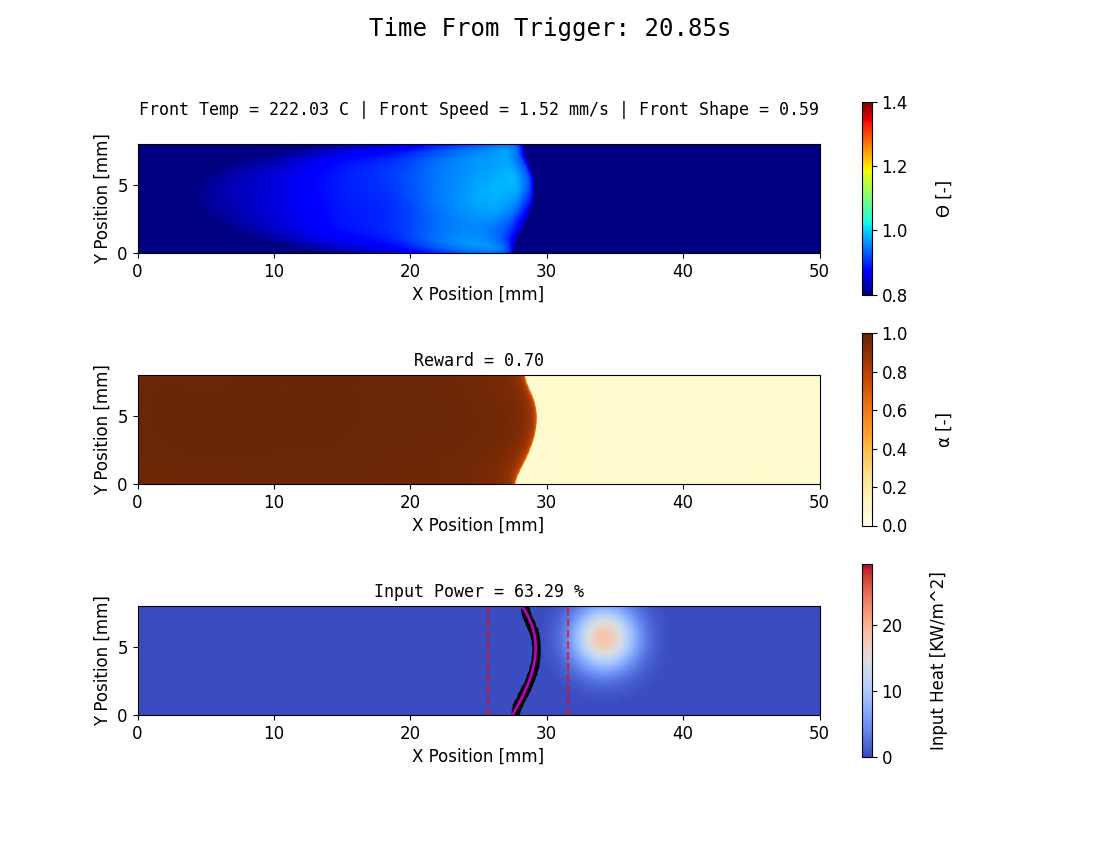 Time From Trigger: 20.85s
Front Temp = 222.03 C | Front Speed = 1.52 mm/s | Front Shape = 0.59
Y Position [mm]
5
0
0 10 20 30 40 50
X Position [mm]
1.4
1.2
1.0
0.8
Θ [-]
Reward = 0.70
Y Position [mm]
5
0
0 10 20 30 40 50
X Position [mm]
1.0
0.8
0.6
0.4
0.2
0.0
α [-]
Input Power = 63.29 %
Y Position [mm]
5
0
0 10 20 30 40 50
X Position [mm]
20
10
0
Input Heat [KW/m^2]